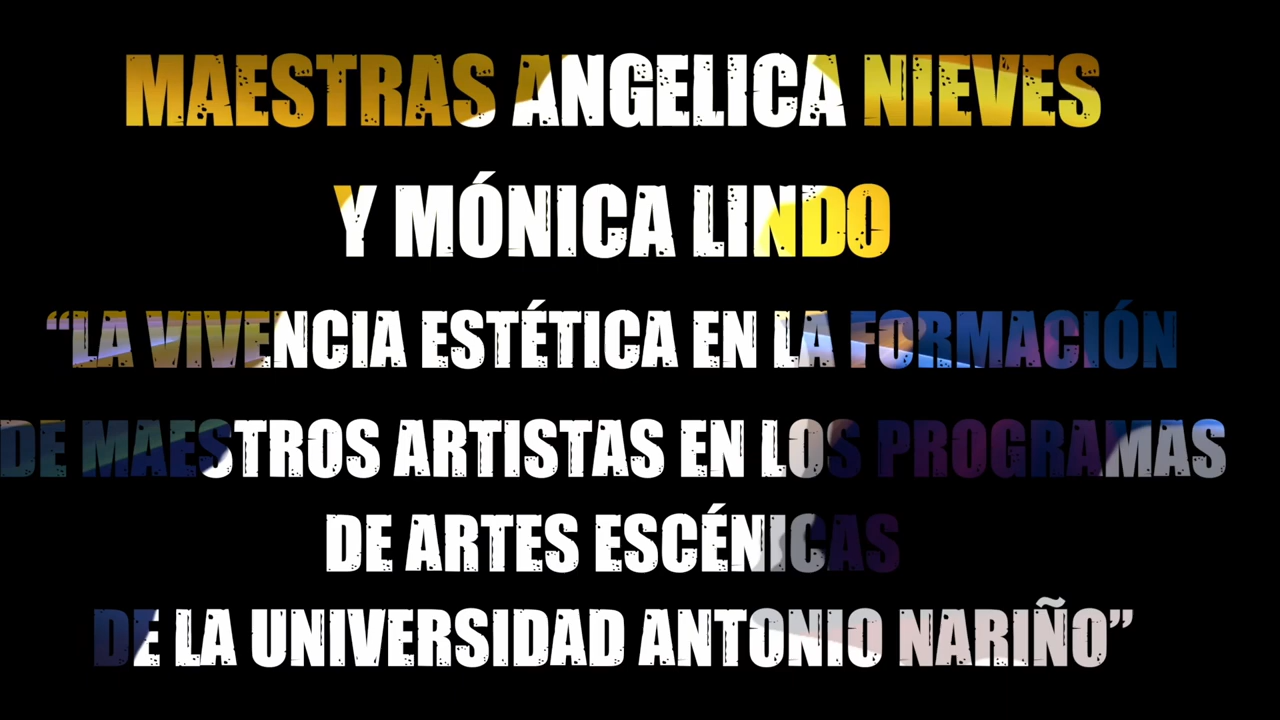 MAESTRAS ANGELICA NIEVES
Y MÓNICA LINDO
“LA VIVENCIA ESTÉTICA EN LA FORMACIÓN
DE MAESTROS ARTISTAS EN LOS PROGRAMAS
DE ARTES ESCÉNICAS
DE LA UNIVERSIDAD ANTONIO NARIÑO”